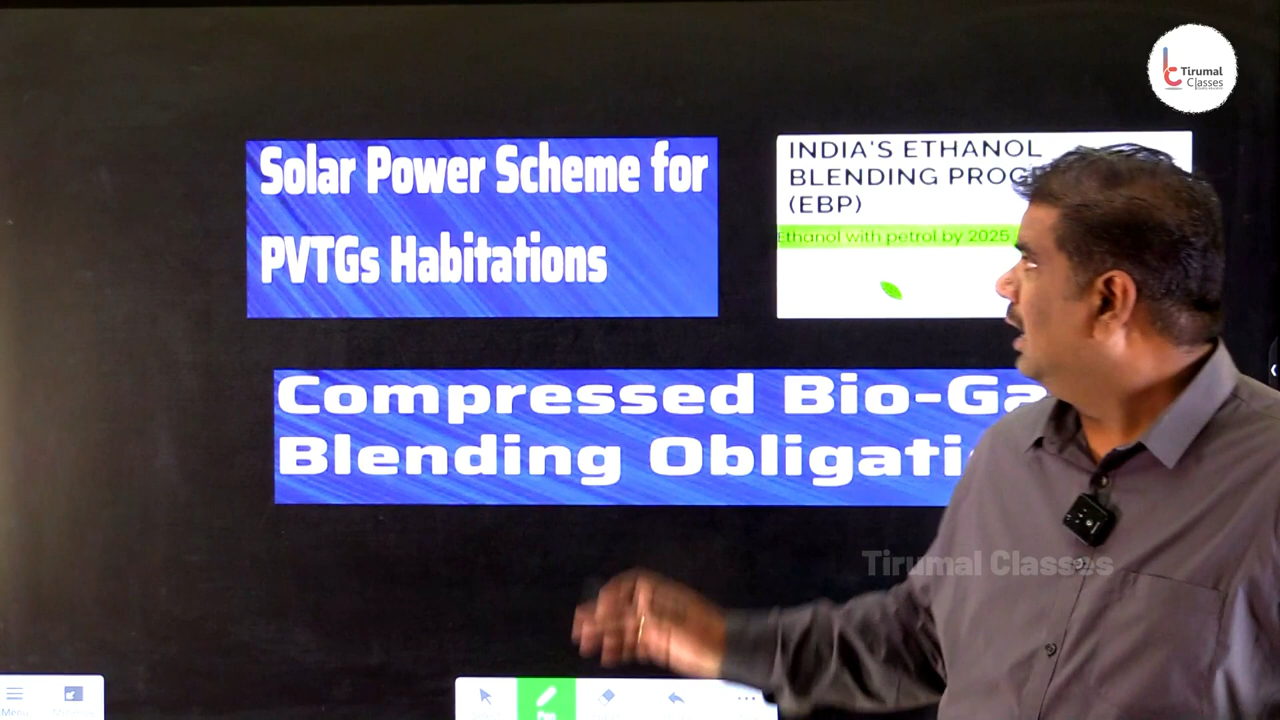 Tirumal
Classes
Solar Power Scheme for
PVTGs Habitations
INDIA'S ETHANOL
BLENDING
(EBP)
Ethanol with petrol by 2025
Compressed
Blending
Tirumal Classes
Menu